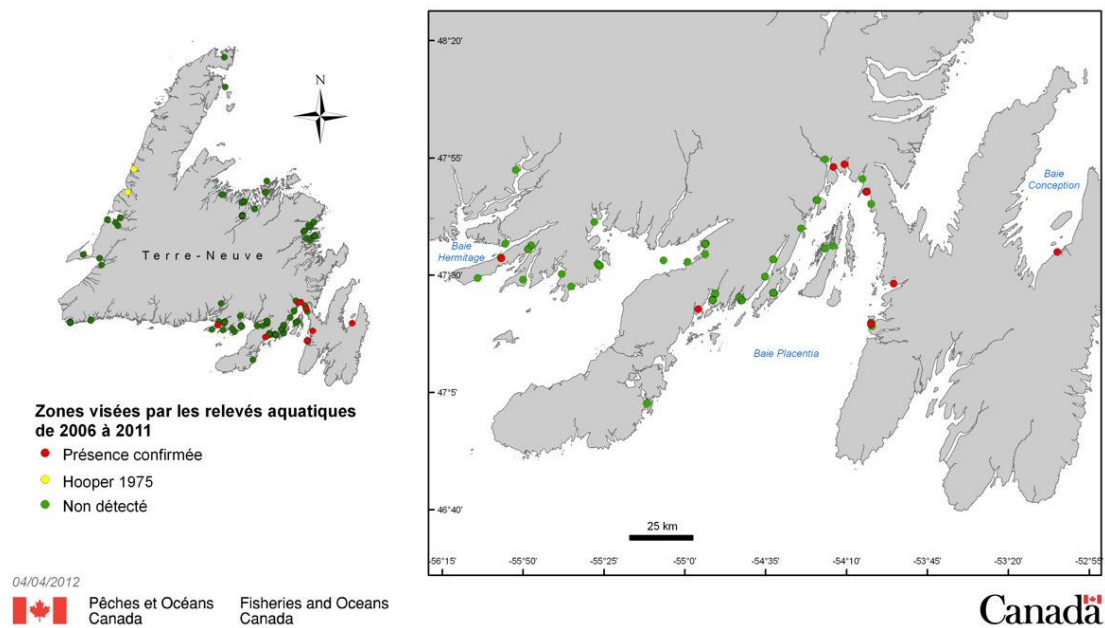 N
Terre-Neuve
Zones visées par les relevés aquatiques
de 2006 à 2011
Présence confirmée
Hooper 1975
Non détecté
04/04/2012
Pêches et Océans
Canada
Fisheries and Oceans
Canada
48°20'
47°55'
47°30'
47°5'
46°40'
Baie
Hermitage
Baie Placentia
Baie
Conception
25 km
-56°15' -55°50' -55°25' -55°0' -54°35' -54°10' -53°45' -53°20' -52°55'
Canada